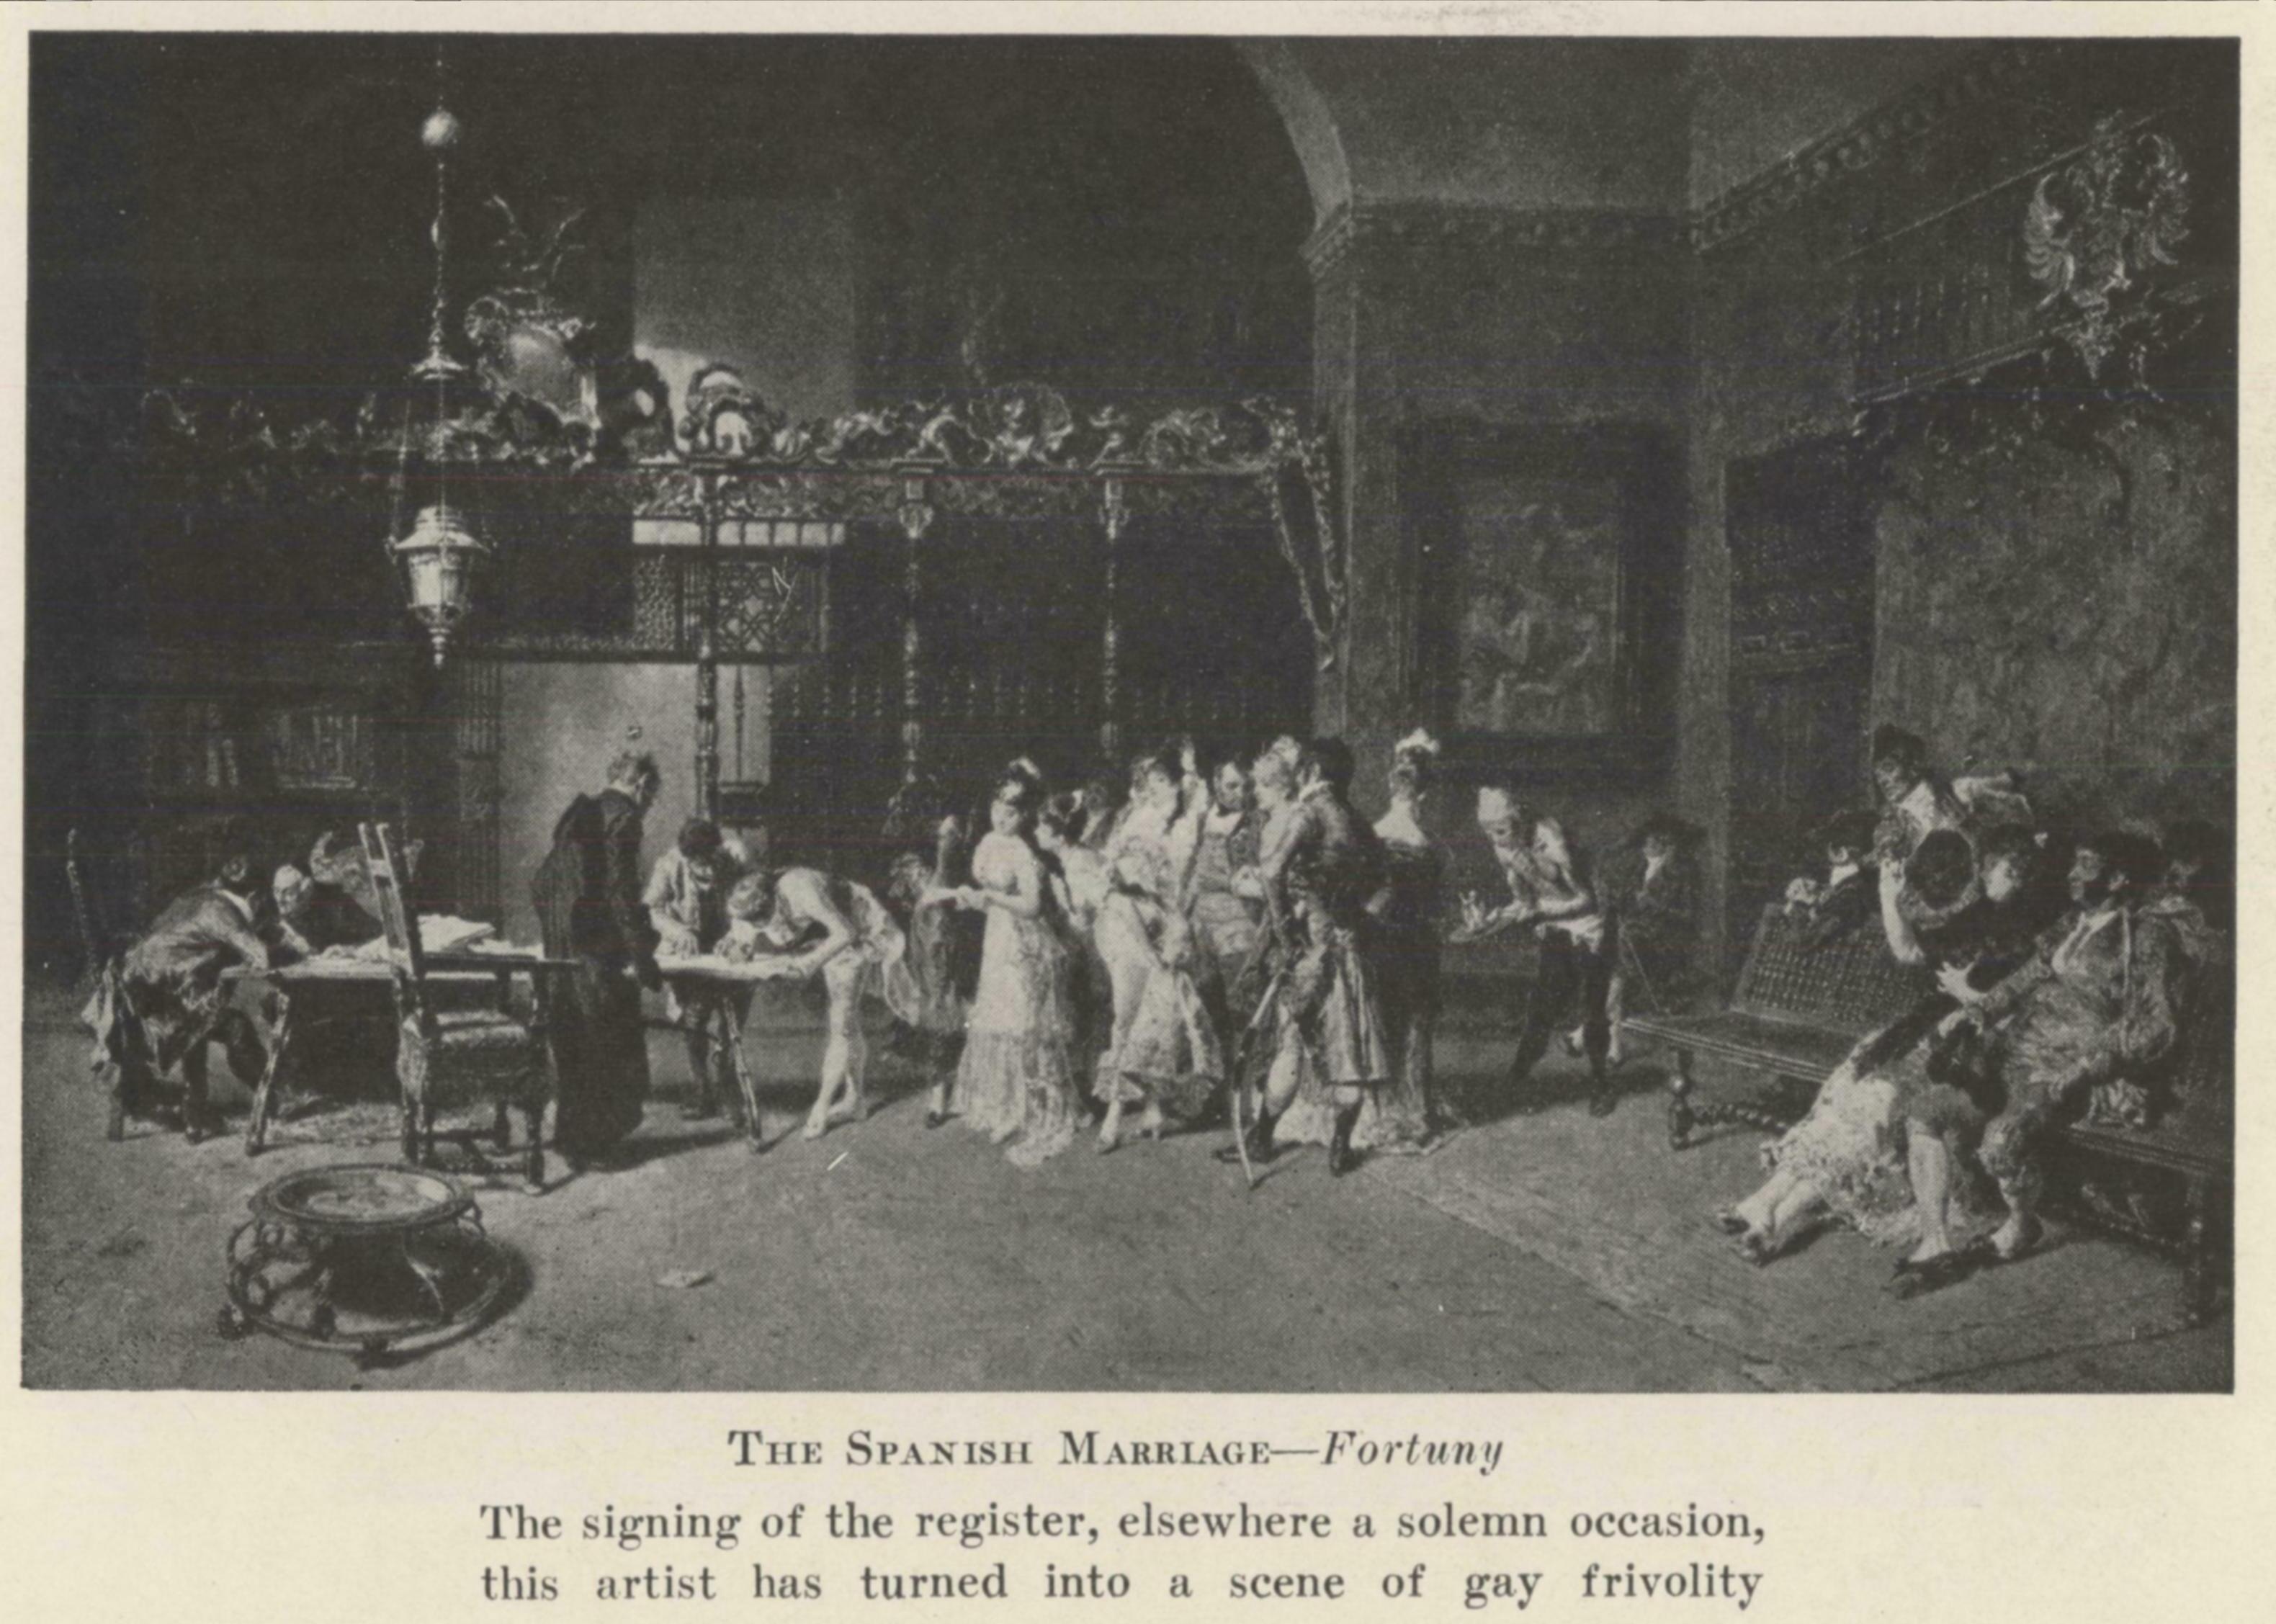 The Spanish Marriage—Fortuny
The signing of the register, elsewhere a solemn occasion,
this artist has turned into a scene of gay frivolity